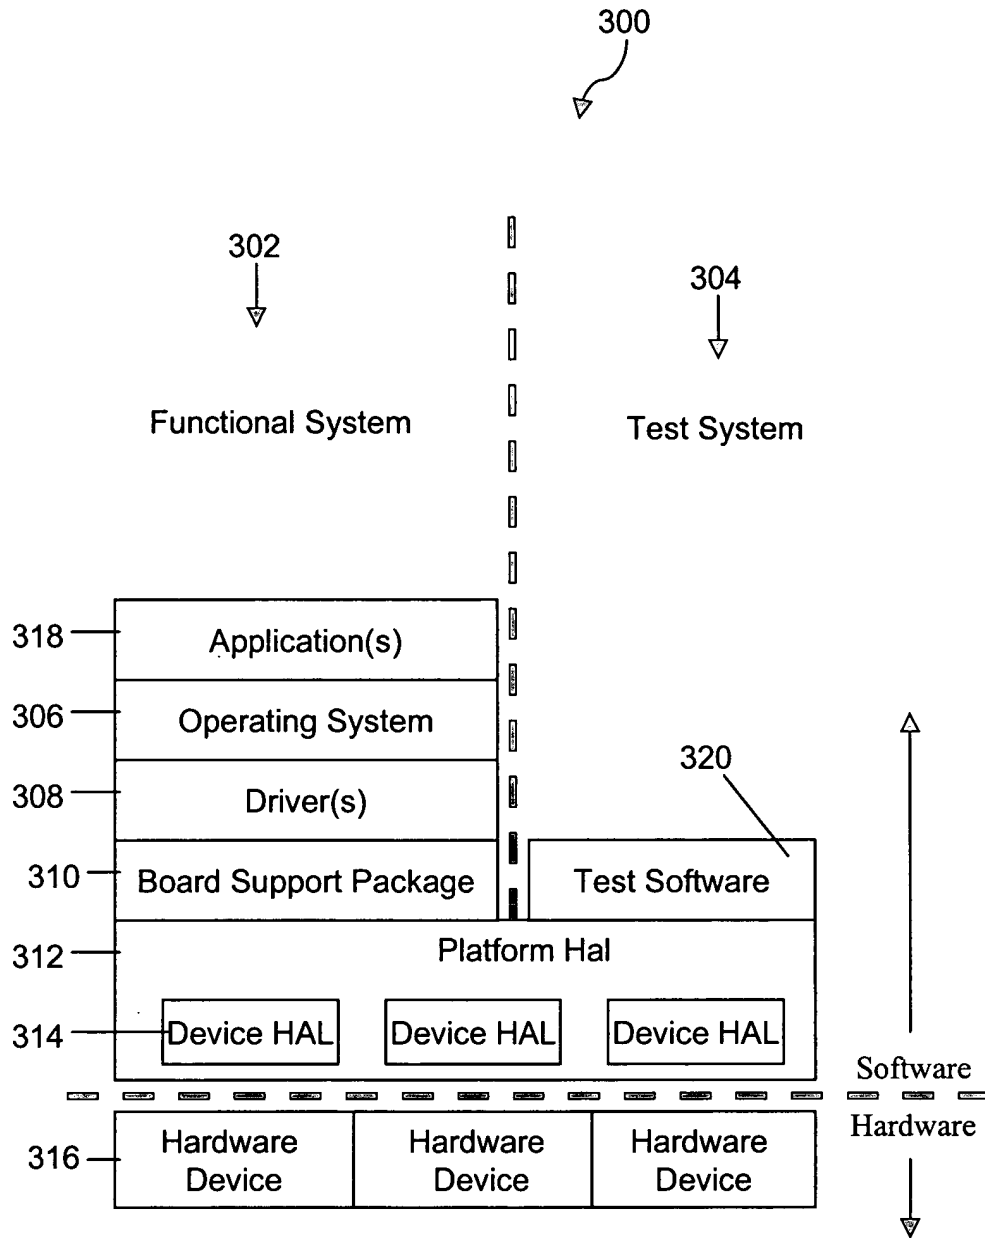 300
302
304
Functional System
Test System
318
Application(s)
306
Operating System
308
Driver(s)
320
310
Board Support Package
Test Software
312
Platform Hal
314
Device HAL
Device HAL
Device HAL
Software
Hardware
316
Hardware
Device
Hardware
Device
Hardware
Device